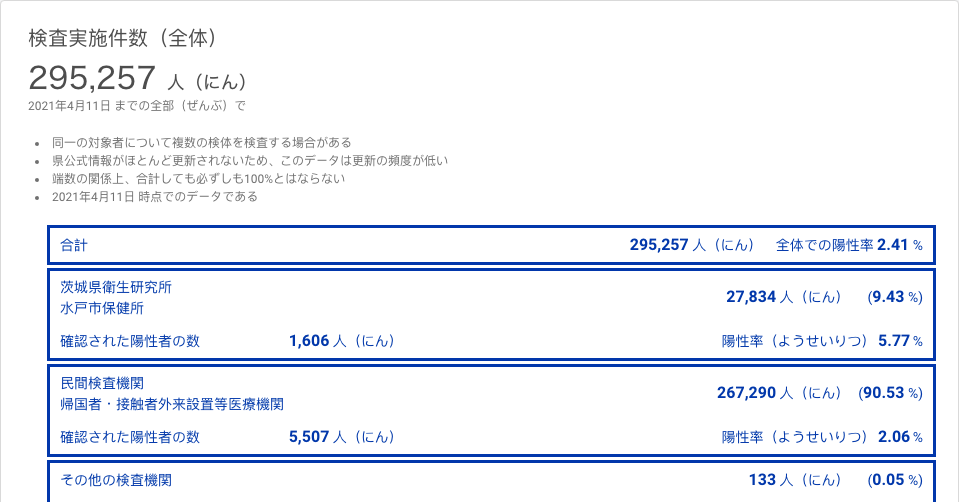 検査実施件数（全体）
295,257 人（にん）
2021年4月11日 までの全部（ぜんぶ）で
• 同一の対象者について複数の検体を検査する場合がある
• 県公式情報がほとんど更新されないため、このデータは更新の頻度が低い
• 端数の関係上、合計しても必ずしも100%とはならない
• 2021年4月11日 時点でのデータである
合計 295,257 人（にん） 全体での陽性率 2.41 %
茨城県衛生研究所
水戸市保健所
27,834 人（にん） (9.43 %)
確認された陽性者の数 1,606 人（にん） 陽性率（ようせいりつ） 5.77 %
民間検査機関
帰国者・接触者外来設置等医療機関
267,290 人（にん） (90.53 %)
確認された陽性者の数 5,507 人（にん） 陽性率（ようせいりつ） 2.06 %
その他の検査機関 133 人（にん） (0.05 %)